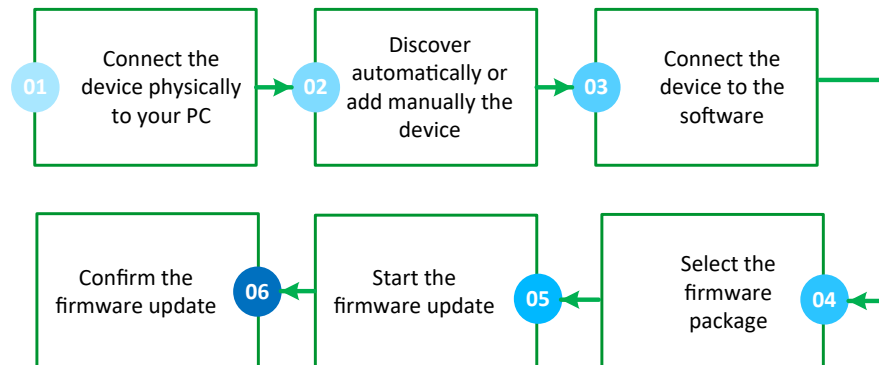 01
Connect the
device physically
to your PC
02
Discover
automatically or
add manually the
device
03
Connect the
device to the
software
04
Select the
firmware
package
05
Start the
firmware update
06
Confirm the
firmware update